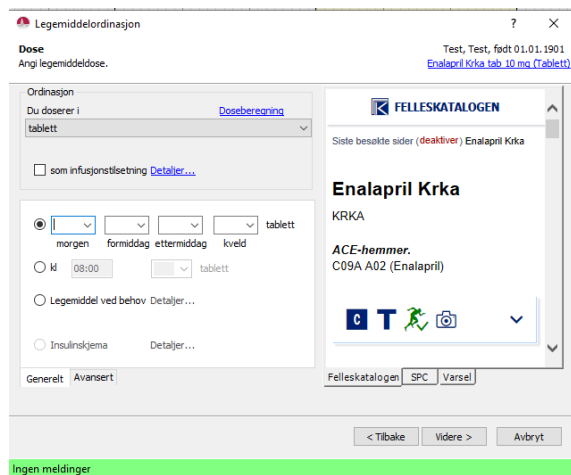 Legemiddelordinasjon
Dose
Angi legemiddeldose.
Test, Test, født 01.01.1901
Enalapril Krka tab 10 mg (Tablett)
Ordinasjon
Du doserer i Doseberegning
tablett
som infusjonstilsetning Detaljer...
morgen formiddag ettermiddag kveld tablett
kl 08:00 tablett
Legemiddel ved behov Detaljer...
Insulinskjema Detaljer...
Generelt Avansert
FELLESKATALOGEN
Siste besøkte sider (deaktiver) Enalapril Krka
Enalapril Krka
KRKA
ACE-hemmer.
C09A A02 (Enalapril)
C T
Felleskatalogen SPC Varsel
< Tilbake Videre > Avbryt
Ingen meldinger